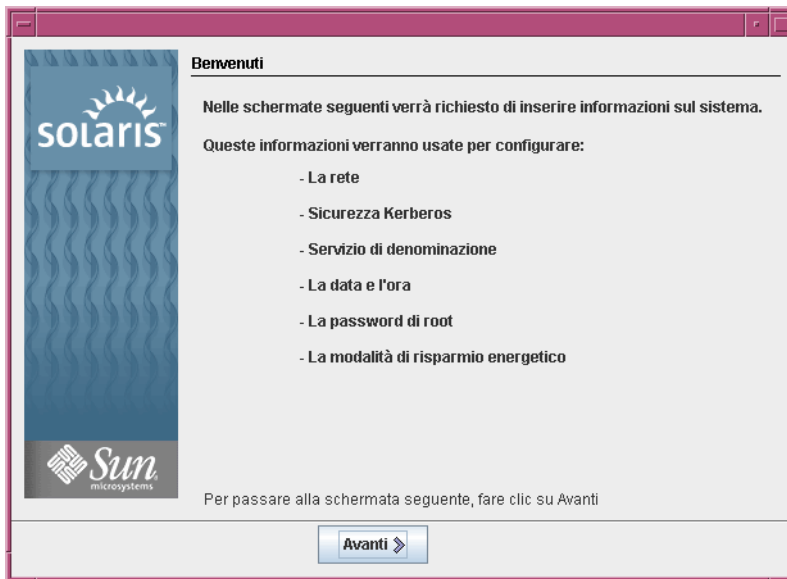 Benvenuti
solaris™
Nelle schermate seguenti verrà richiesto di inserire informazioni sul sistema.
Queste informazioni verranno usate per configurare:
- La rete
- Sicurezza Kerberos
- Servizio di denominazione
- La data e l'ora
- La password di root
- La modalità di risparmio energetico
Sun
microsystems
Per passare alla schermata seguente, fare clic su Avanti
Avanti